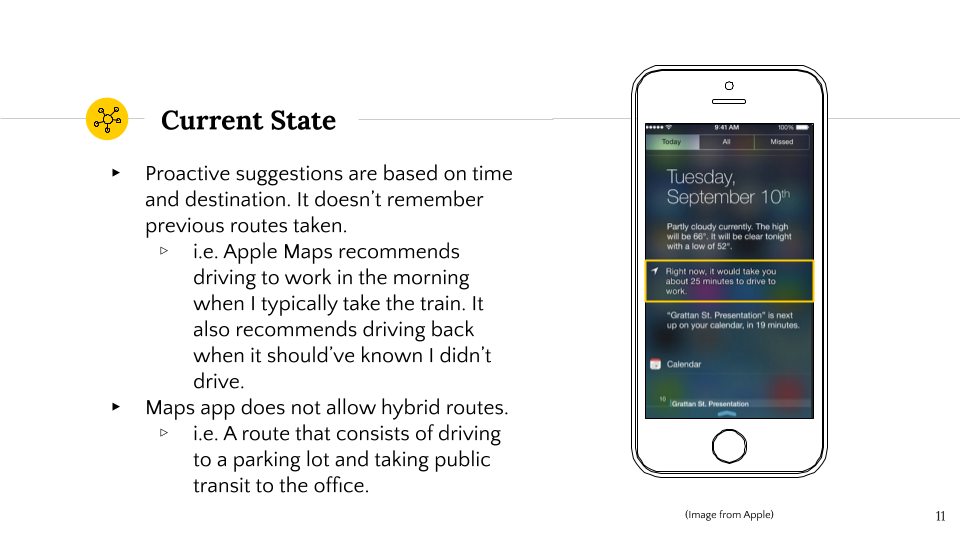 Current State
▸ Proactive suggestions are based on time
and destination. It doesn’t remember
previous routes taken.
▹ i.e. Apple Maps recommends
driving to work in the morning
when I typically take the train. It
also recommends driving back
when it should’ve known I didn’t
drive.
▸ Maps app does not allow hybrid routes.
▹ i.e. A route that consists of driving
to a parking lot and taking public
transit to the office.
9:41 AM 100%
Today All Missed
Tuesday,
September 10th
Partly cloudy currently. The high
will be 66°. It will be clear tonight
with a low of 52°.
Right now, it would take you
about 25 minutes to drive to
work.
“Grattan St. Presentation” is next
up on your calendar, in 19 minutes.
Calendar
10 Grattan St. Presentation
(Image from Apple)
11